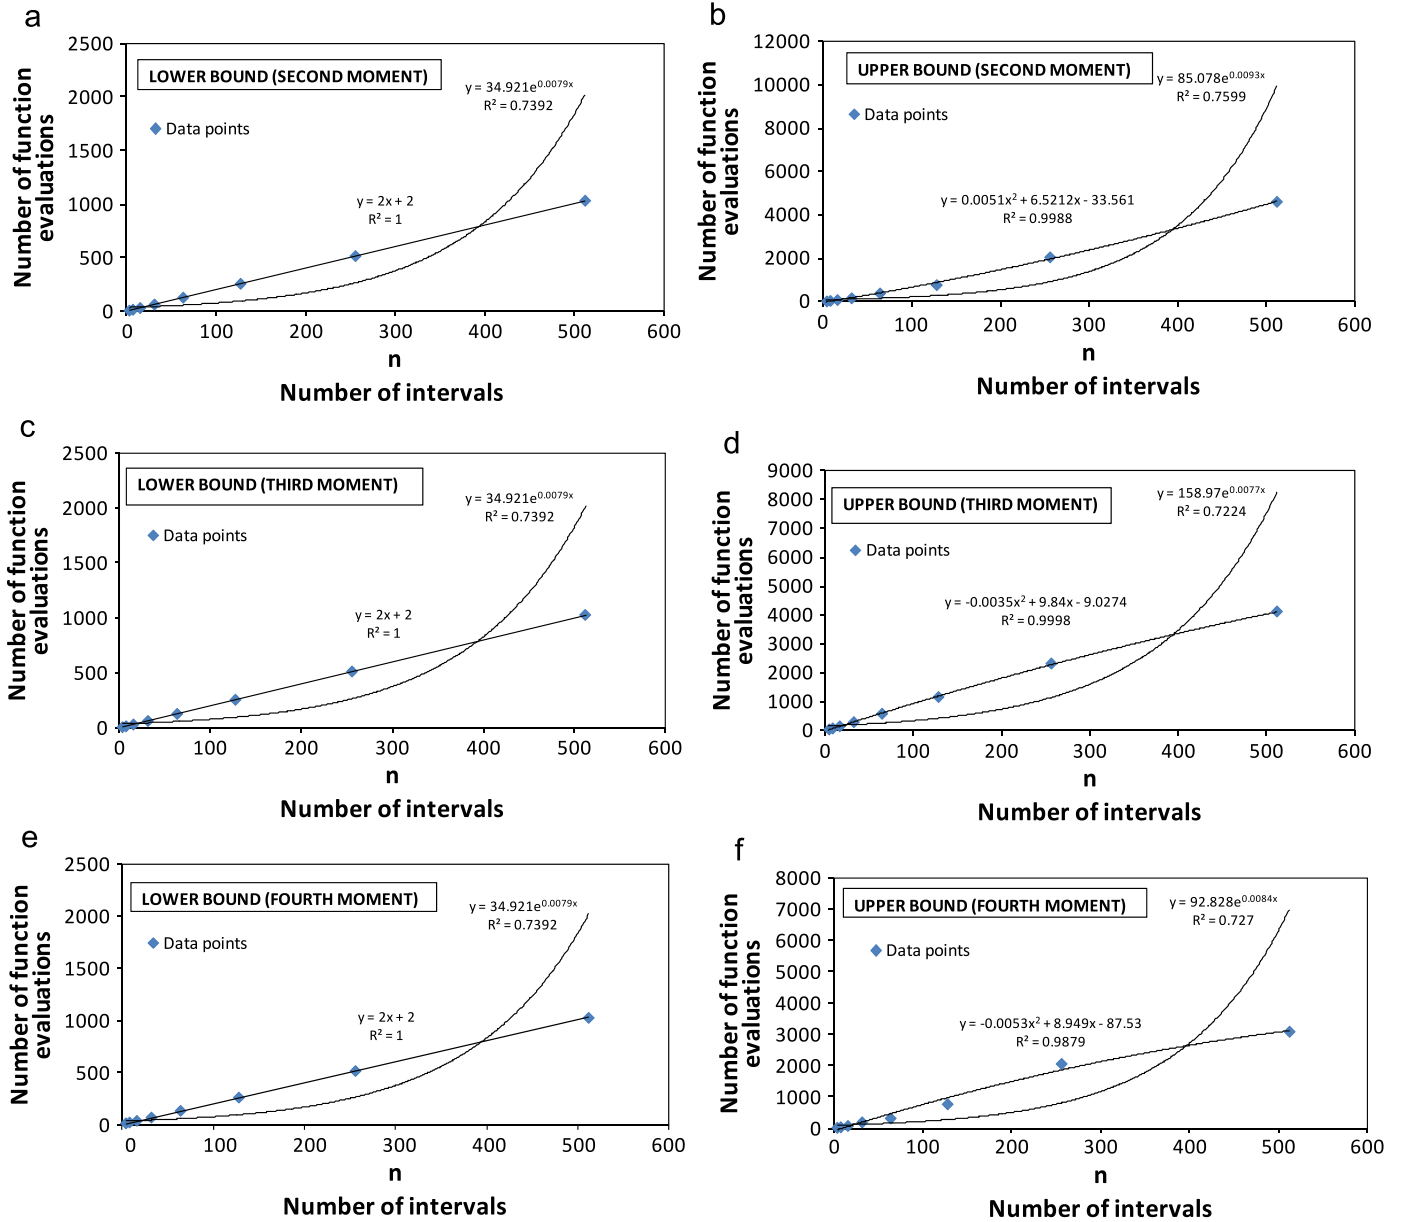 a
LOWER BOUND (SECOND MOMENT)
Data points
y = 34.921e^0.0079x
R² = 0.7392
y = 2x + 2
R² = 1
Number of function
evaluations
2500
2000
1500
1000
500
0
0 100 200 300 400 500 600
n
Number of intervals
b
UPPER BOUND (SECOND MOMENT)
Data points
y = 85.078e^0.0093x
R² = 0.7599
y = 0.0051x² + 6.5212x - 33.561
R² = 0.9988
Number of function
evaluations
12000
10000
8000
6000
4000
2000
0
0 100 200 300 400 500 600
n
Number of intervals
c
LOWER BOUND (THIRD MOMENT)
Data points
y = 34.921e^0.0079x
R² = 0.7392
y = 2x + 2
R² = 1
Number of function
evaluations
2500
2000
1500
1000
500
0
0 100 200 300 400 500 600
n
Number of intervals
d
UPPER BOUND (THIRD MOMENT)
Data points
y = 158.97e^0.0077x
R² = 0.7224
y = -0.0035x² + 9.84x - 9.0274
R² = 0.9998
Number of function
evaluations
9000
8000
7000
6000
5000
4000
3000
2000
1000
0
0 100 200 300 400 500 600
n
Number of intervals
e
LOWER BOUND (FOURTH MOMENT)
Data points
y = 34.921e^0.0079x
R² = 0.7392
y = 2x + 2
R² = 1
Number of function
evaluations
2500
2000
1500
1000
500
0
0 100 200 300 400 500 600
n
Number of intervals
f
UPPER BOUND (FOURTH MOMENT)
Data points
y = 92.828e^0.0084x
R² = 0.727
y = -0.0053x² + 8.949x - 87.53
R² = 0.9879
Number of function
evaluations
8000
7000
6000
5000
4000
3000
2000
1000
0
0 100 200 300 400 500 600
n
Number of intervals